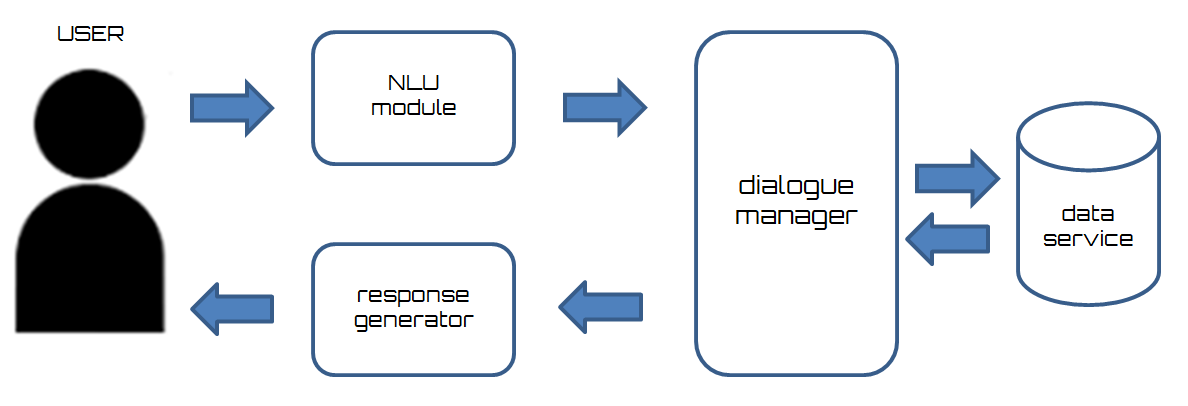 USER
NLU
module
dialogue
manager
data
service
response
generator